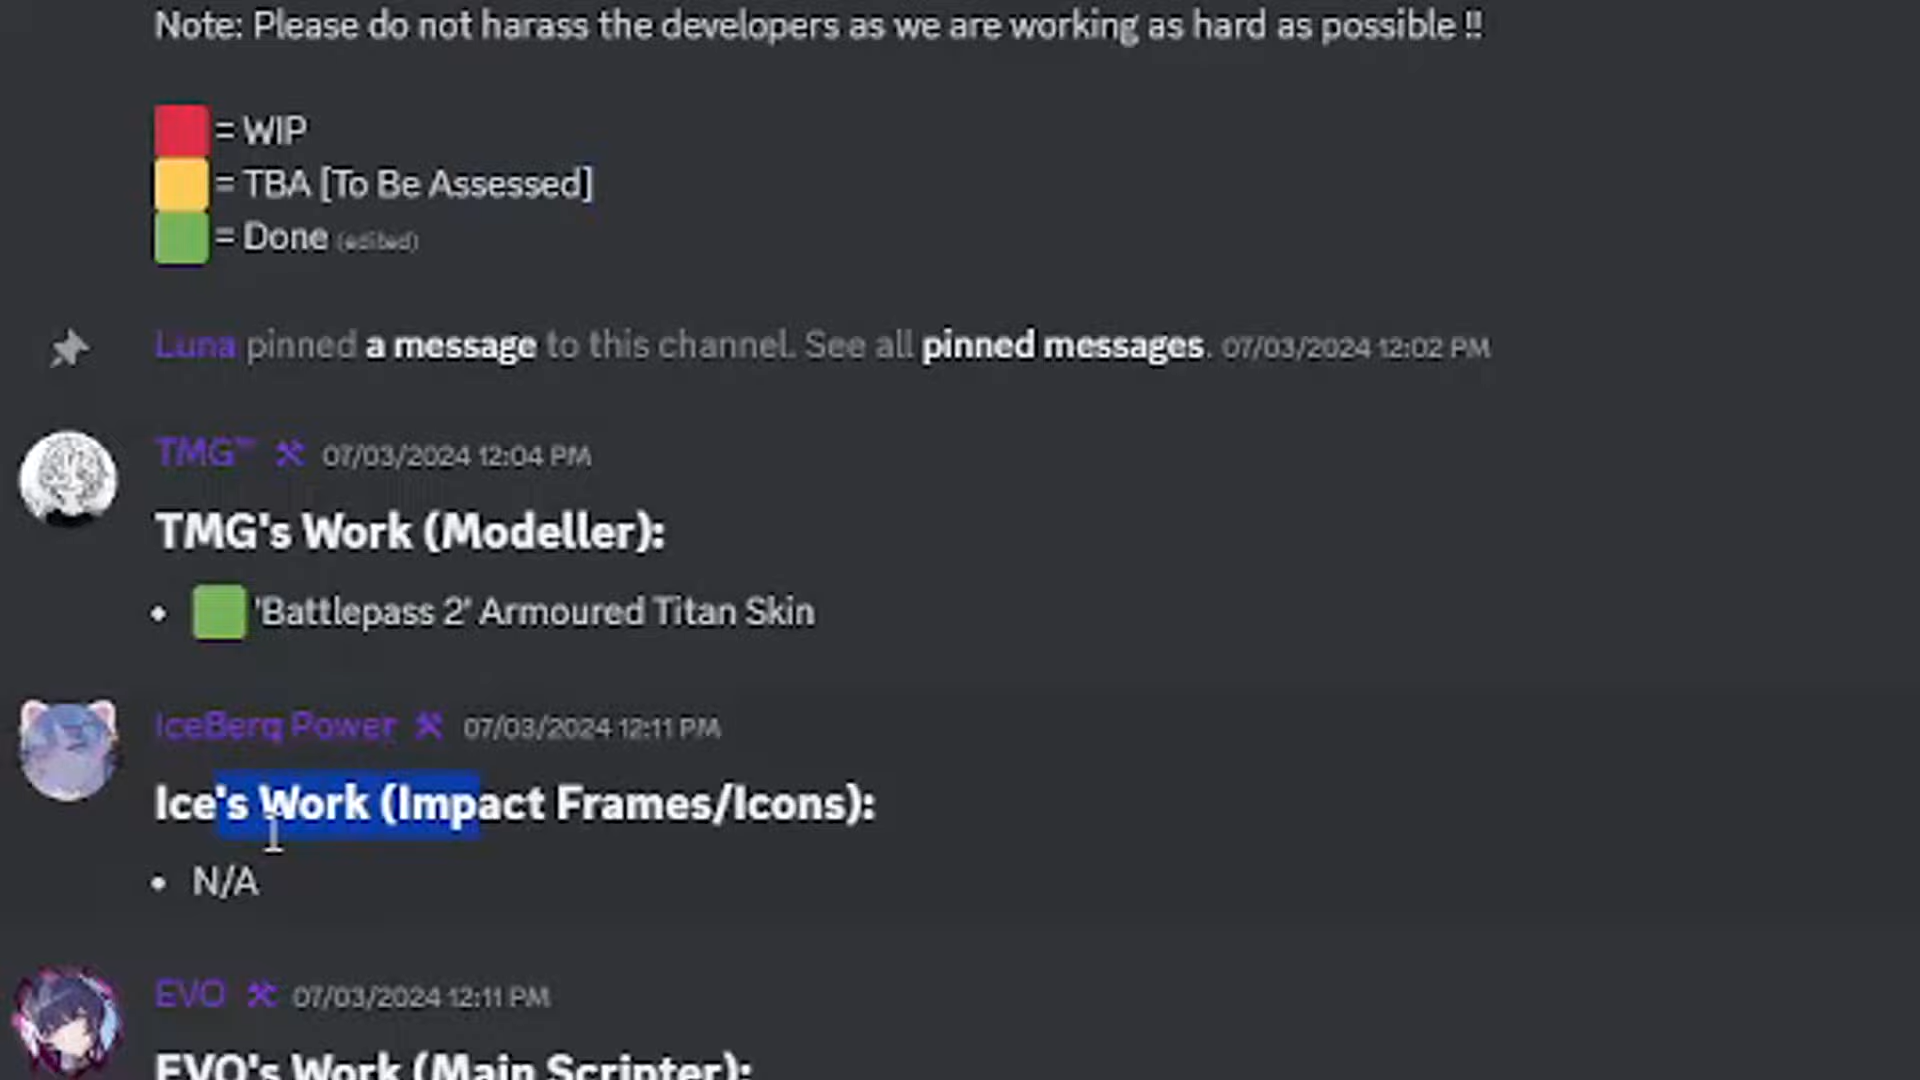 Note: Please do not harass the developers as we are working as hard as possible !!
= WIP
= TBA [To Be Assessed]
= Done (edited)
Luna pinned a message to this channel. See all pinned messages. 07/03/2024 12:02 PM
TMG™ 07/03/2024 12:04 PM
TMG's Work (Modeller):
• 'Battlepass 2' Armoured Titan Skin
IceBerg Power 07/03/2024 12:11 PM
Ice's Work (Impact Frames/Icons):
• N/A
EVO 07/03/2024 12:11 PM
EVO's Work (Main Scripter):